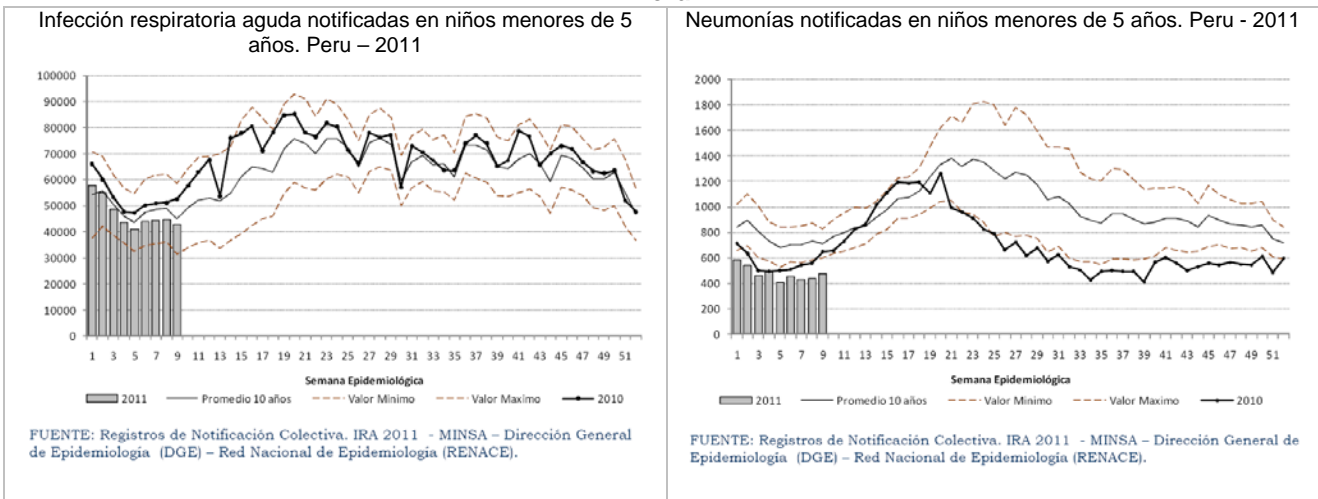 Infección respiratoria aguda notificadas en niños menores de 5
años. Peru – 2011
100000
90000
80000
70000
60000
50000
40000
30000
20000
10000
0
1 3 5 7 9 11 13 15 17 19 21 23 25 27 29 31 33 35 37 39 41 43 45 47 49 51
Semana Epidemiológica
2011 Promedio 10 años Valor Minimo Valor Maximo 2010
FUENTE: Registros de Notificación Colectiva. IRA 2011 - MINSA – Dirección General
de Epidemiología (DGE) – Red Nacional de Epidemiología (RENACE).
Neumonías notificadas en niños menores de 5 años. Peru - 2011
2000
1800
1600
1400
1200
1000
800
600
400
200
0
1 3 5 7 9 11 13 15 17 19 21 23 25 27 29 31 33 35 37 39 41 43 45 47 49 51
Semana Epidemiológica
2011 Promedio 10 años Valor Minimo Valor Maximo 2010
FUENTE: Registros de Notificación Colectiva. IRA 2011 - MINSA – Dirección General de
Epidemiología (DGE) – Red Nacional de Epidemiología (RENACE).